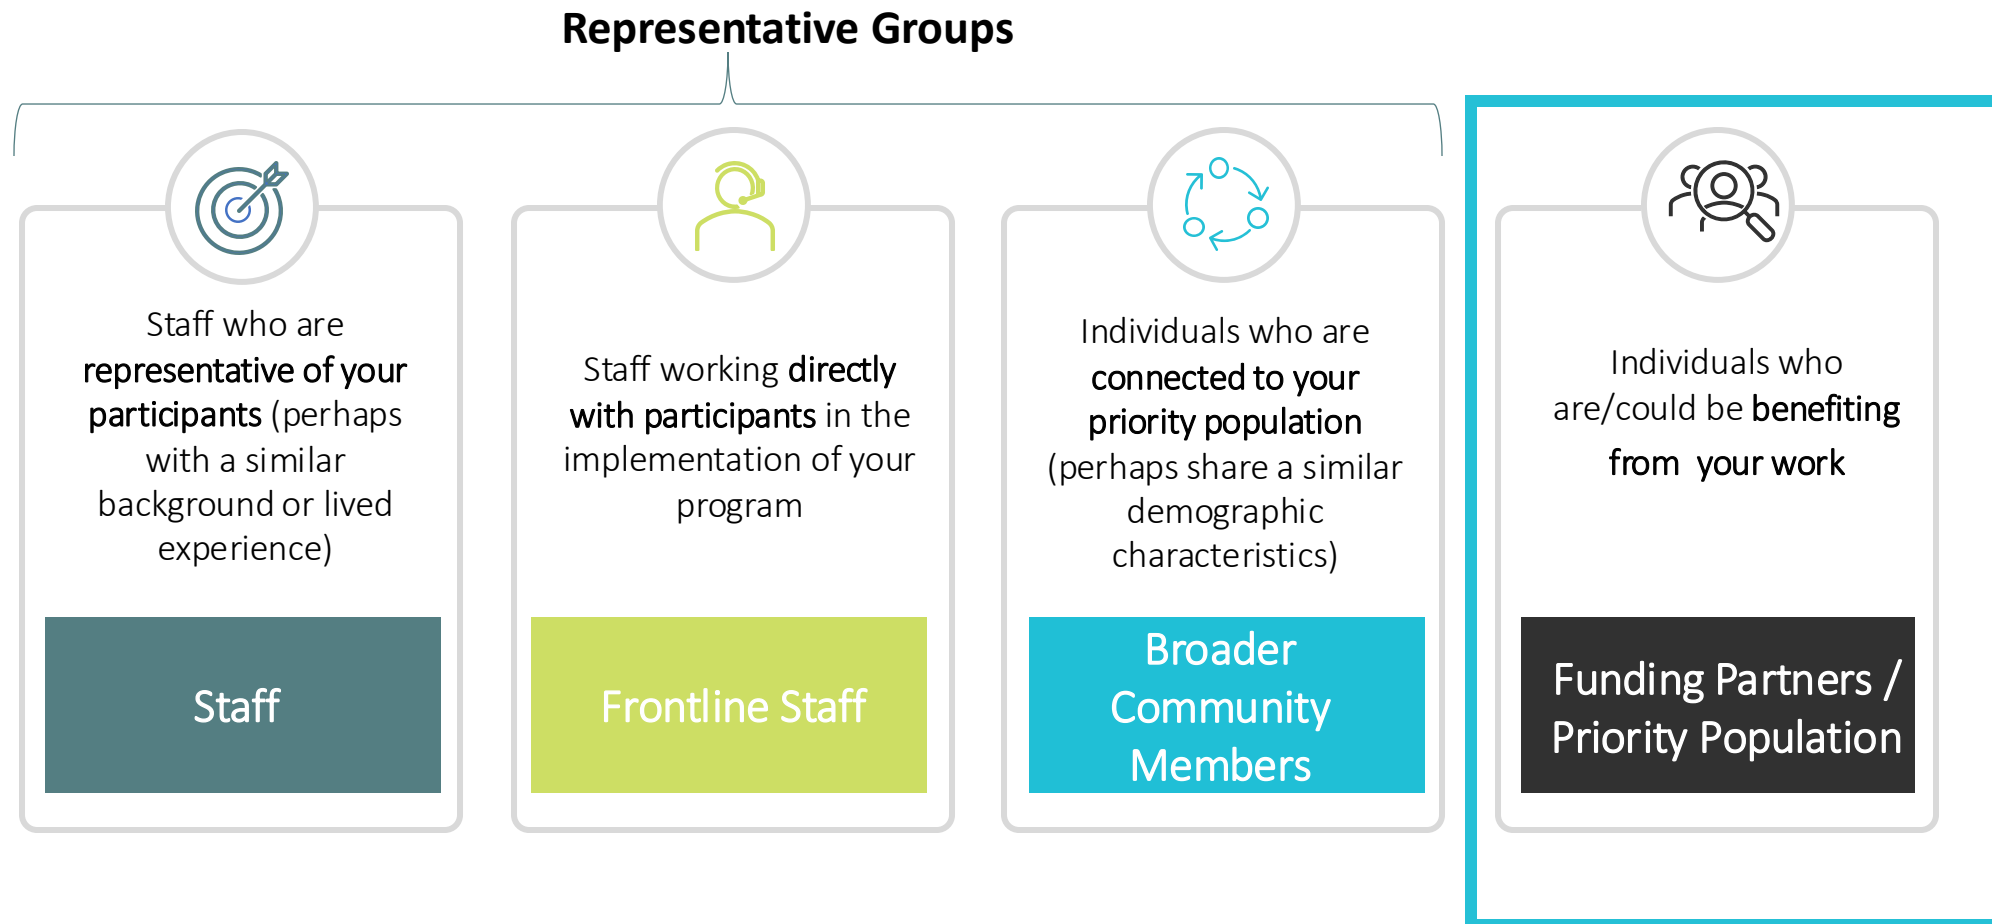 Representative Groups
Staff who are
representative of your
participants (perhaps
with a similar
background or lived
experience)
Staff
Staff working directly
with participants in the
implementation of your
program
Frontline Staff
Individuals who are
connected to your
priority population
(perhaps share a similar
demographic
characteristics)
Broader
Community
Members
Individuals who
are/could be benefiting
from your work
Funding Partners /
Priority Population